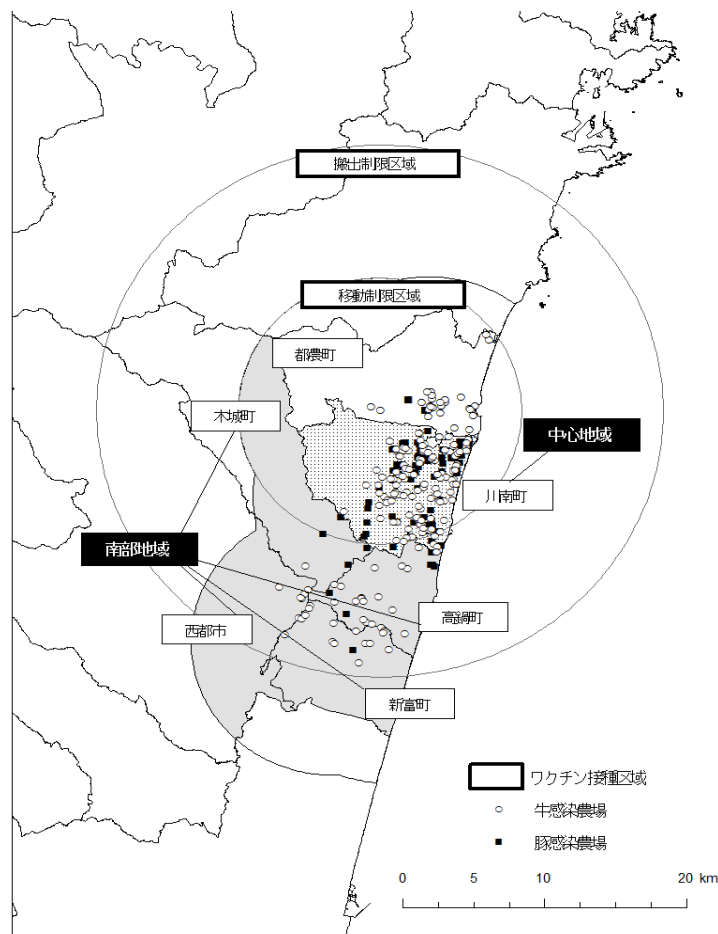 搬出制限区域
移動制限区域
都農町
木城町
中心地域
川南町
南部地域
西都市
高鍋町
新富町
ワクチン接種区域
牛感染農場
豚感染農場
0 5 10 20 km